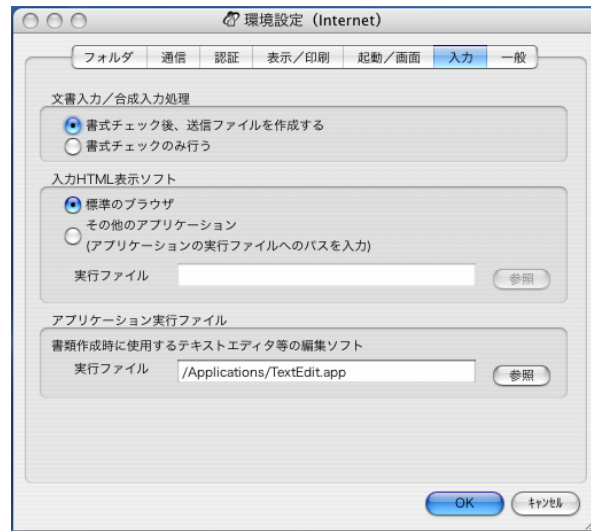 環境設定（Internet）
フォルダ 通信 認証 表示／印刷 起動／画面 入力 一般
文書入力／合成入力処理
書式チェック後、送信ファイルを作成する
書式チェックのみ行う
入力HTML表示ソフト
標準のブラウザ
その他のアプリケーション
(アプリケーションの実行ファイルへのパスを入力)
実行ファイル 参照
アプリケーション実行ファイル
書類作成時に使用するテキストエディタ等の編集ソフト
実行ファイル /Applications/TextEdit.app 参照
OK ｷｬﾝｾﾙ